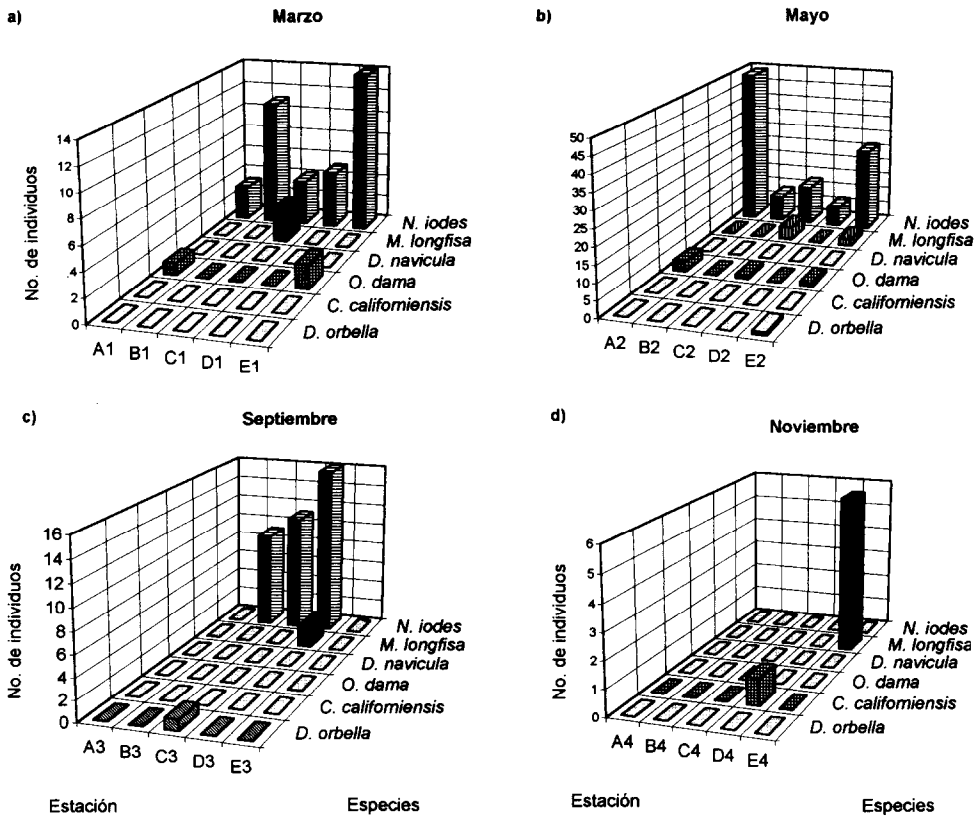 a) Marzo
No. de individuos
14
12
10
8
6
4
2
0
A1 B1 C1 D1 E1
N. iodes
M. longfisa
D. navicula
O. dama
C. californiensis
D. orbella
b) Mayo
50
45
40
35
30
25
20
15
10
5
0
A2 B2 C2 D2 E2
N. iodes
M. longfisa
D. navicula
O. dama
C. californiensis
D. orbella
c) Septiembre
No. de individuos
16
14
12
10
8
6
4
2
0
A3 B3 C3 D3 E3
N. iodes
M. longfisa
D. navicula
O. dama
C. californiensis
D. orbella
Estación Especies
d) Noviembre
No. de individuos
6
5
4
3
2
1
0
A4 B4 C4 D4 E4
N. iodes
M. longfisa
D. navicula
O. dama
C. californiensis
D. orbella
Estación Especies